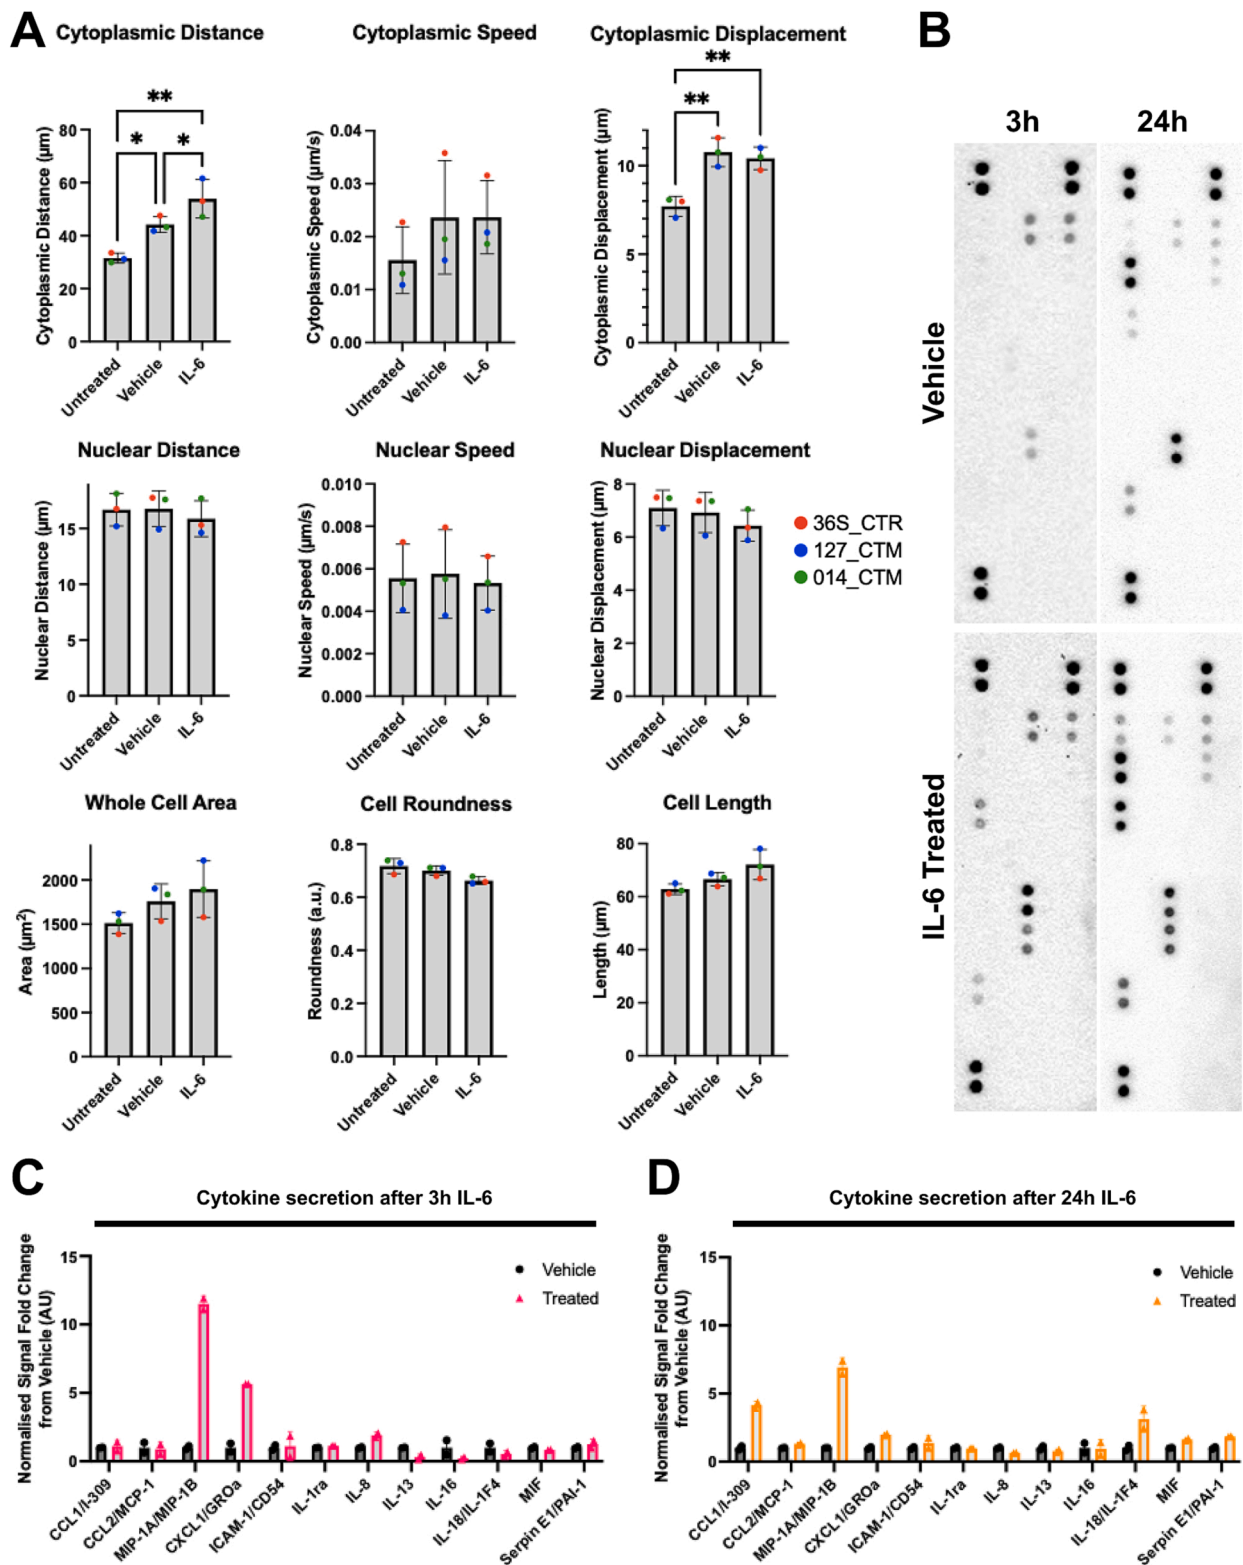 A
Cytoplasmic Distance
Cytoplasmic Speed
Cytoplasmic Displacement
B
**
*
*
**
**
Cytoplasmic Distance (µm)
80
60
40
20
0
Untreated
Vehicle
IL-6
Cytoplasmic Speed (µm/s)
0.04
0.03
0.02
0.01
0.00
Untreated
Vehicle
IL-6
Cytoplasmic Displacement (µm)
10
5
0
Untreated
Vehicle
IL-6
3h
24h
Vehicle
IL-6 Treated
Nuclear Distance
Nuclear Speed
Nuclear Displacement
Nuclear Distance (µm)
15
10
5
0
Untreated
Vehicle
IL-6
Nuclear Speed (µm/s)
0.010
0.008
0.006
0.004
0.002
0.000
Untreated
Vehicle
IL-6
Nuclear Displacement (µm)
8
6
4
2
0
Untreated
Vehicle
IL-6
36S_CTR
127_CTM
014_CTM
Whole Cell Area
Cell Roundness
Cell Length
Area (µm²)
2000
1500
1000
500
0
Untreated
Vehicle
IL-6
Roundness (a.u.)
0.8
0.6
0.4
0.2
0.0
Untreated
Vehicle
IL-6
Length (µm)
80
60
40
20
0
Untreated
Vehicle
IL-6
C
Cytokine secretion after 3h IL-6
Normalised Signal Fold Change
from Vehicle (AU)
15
10
5
0
Vehicle
Treated
CCL1/I-309
CCL2/MCP-1
MIP-1A/MIP-1B
CXCL1/GROa
ICAM-1/CD54
IL-1ra
IL-8
IL-13
IL-16
IL-18/IL-1F4
MIF
Serpin E1/PAI-1
D
Cytokine secretion after 24h IL-6
Normalised Signal Fold Change
from Vehicle (AU)
15
10
5
0
Vehicle
Treated
CCL1/I-309
CCL2/MCP-1
MIP-1A/MIP-1B
CXCL1/GROa
ICAM-1/CD54
IL-1ra
IL-8
IL-13
IL-16
IL-18/IL-1F4
MIF
Serpin E1/PAI-1